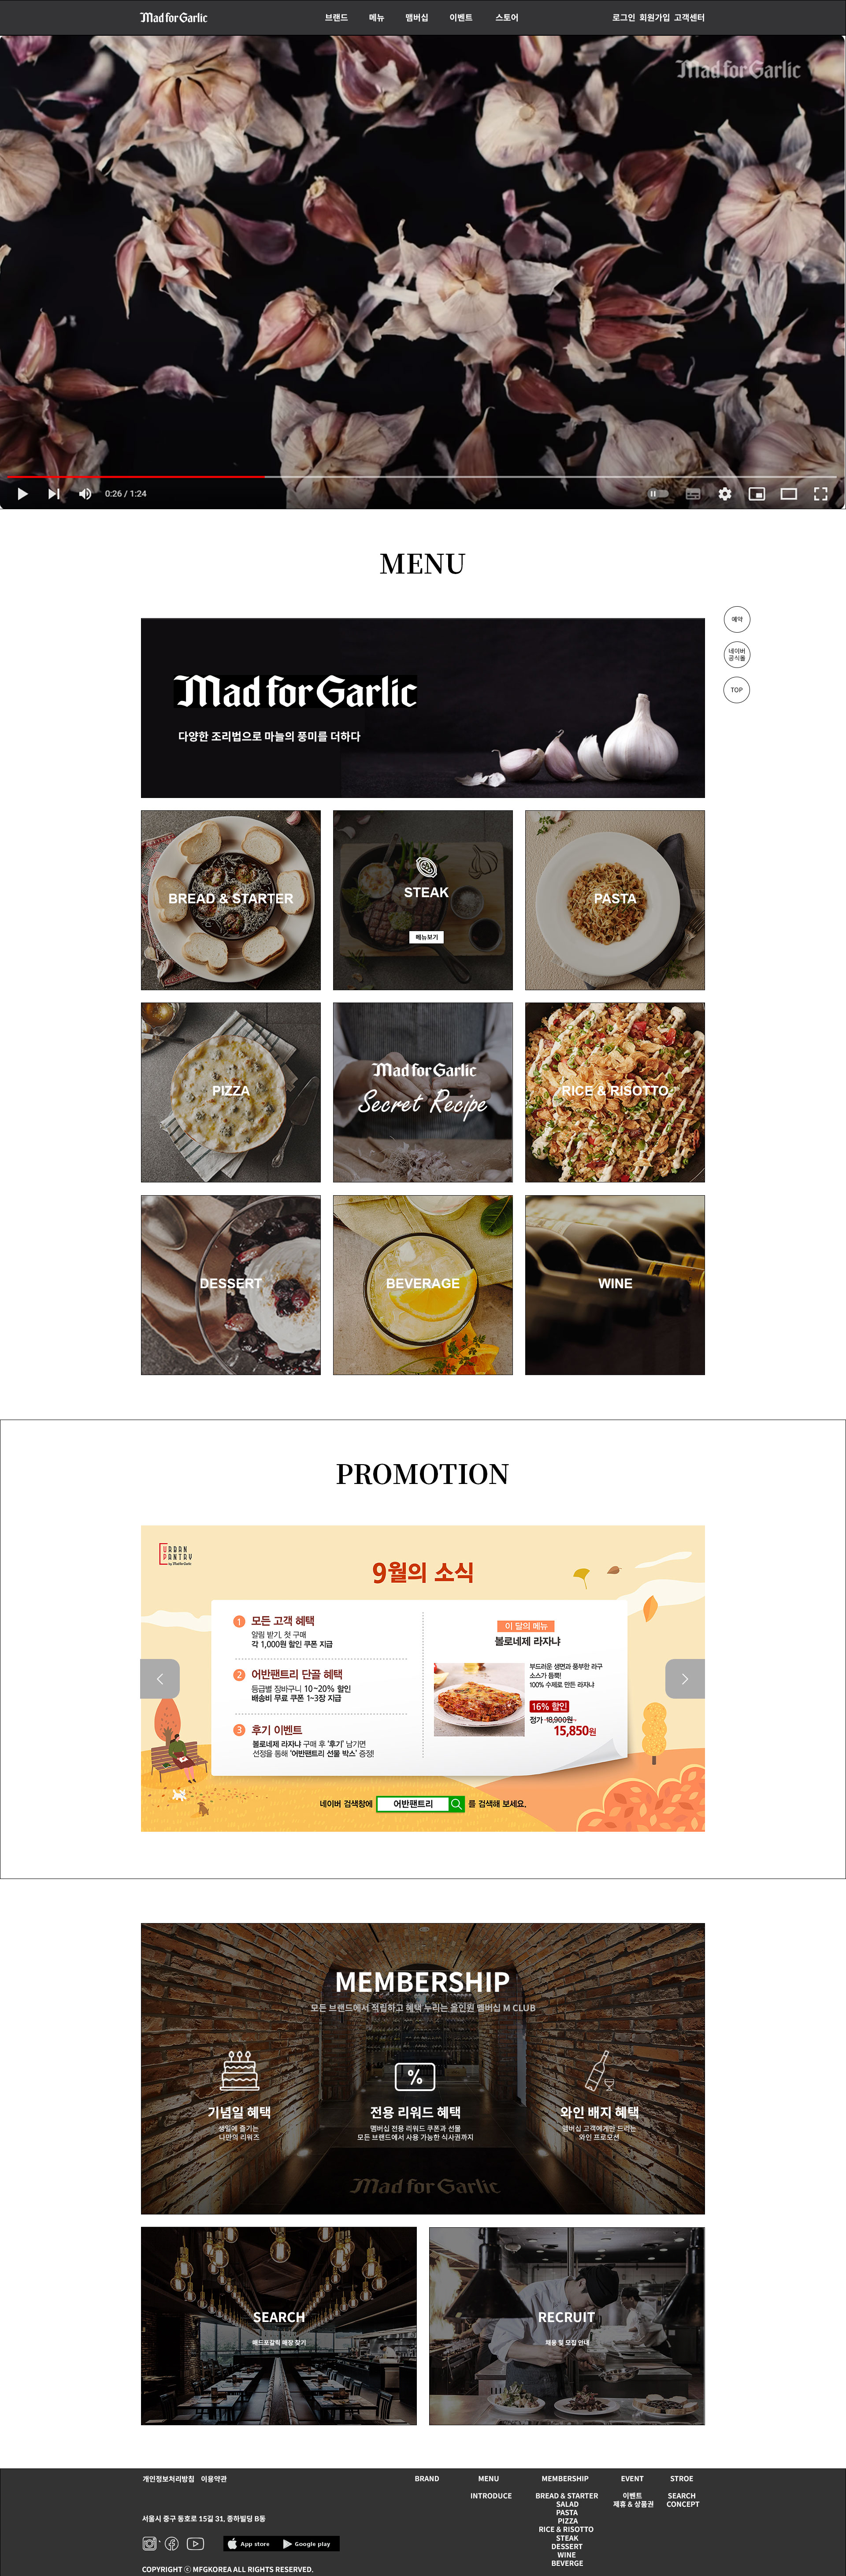 Mad for Garlic
브랜드 메뉴 맴버십 이벤트 스토어
로그인 회원가입 고객센터
Mad for Garlic
0:26 / 1:24
MENU
예약
네이버
공식몰
TOP
Mad for Garlic
다양한 조리법으로 마늘의 풍미를 더하다
BREAD & STARTER
STEAK
메뉴보기
PASTA
PIZZA
Mad for Garlic
Secret Recipe
RICE & RISOTTO
DESSERT
BEVERAGE
WINE
PROMOTION
URBAN
PANTRY
by Mad for Garlic
9월의 소식
1 모든 고객 혜택
알림 받기, 첫 구매
각 1,000원 할인 쿠폰 지급
2 어반팬트리 단골 혜택
등급별 장바구니 10~20% 할인
배송비 무료 쿠폰 1~3장 지급
3 후기 이벤트
볼로네제 라자냐 구매 후 '후기' 남기면
선정을 통해 '어반팬트리 선물 박스' 증정!
이 달의 메뉴
볼로네제 라자냐
부드러운 생면과 풍부한 라구
소스가 듬뿍!
100% 수제로 만든 라자냐
16% 할인
정가 18,900원
15,850원
네이버 검색창에 어반팬트리 를 검색해 보세요.
MEMBERSHIP
모든 브랜드에서 적립하고 혜택 누리는 올인원 멤버십 M CLUB
기념일 혜택
생일에 즐기는
나만의 리워즈
전용 리워드 혜택
맴버십 전용 리워드 쿠폰과 선물
모든 브랜드에서 사용 가능한 식사권까지
와인 배지 혜택
맴버십 고객에게만 드리는
와인 프로모션
Mad for Garlic
SEARCH
매드포갈릭 매장 찾기
RECRUIT
채용 및 모집 안내
개인정보처리방침 이용약관
서울시 중구 동호로 15길 31, 종하빌딩 B동
App store
Google play
COPYRIGHT ⓒ MFGKOREA ALL RIGHTS RESERVED.
BRAND MENU MEMBERSHIP EVENT STROE
INTRODUCE
BREAD & STARTER
SALAD
PASTA
PIZZA
RICE & RISOTTO
STEAK
DESSERT
WINE
BEVERGE
이벤트
제휴 & 상품권
SEARCH
CONCEPT